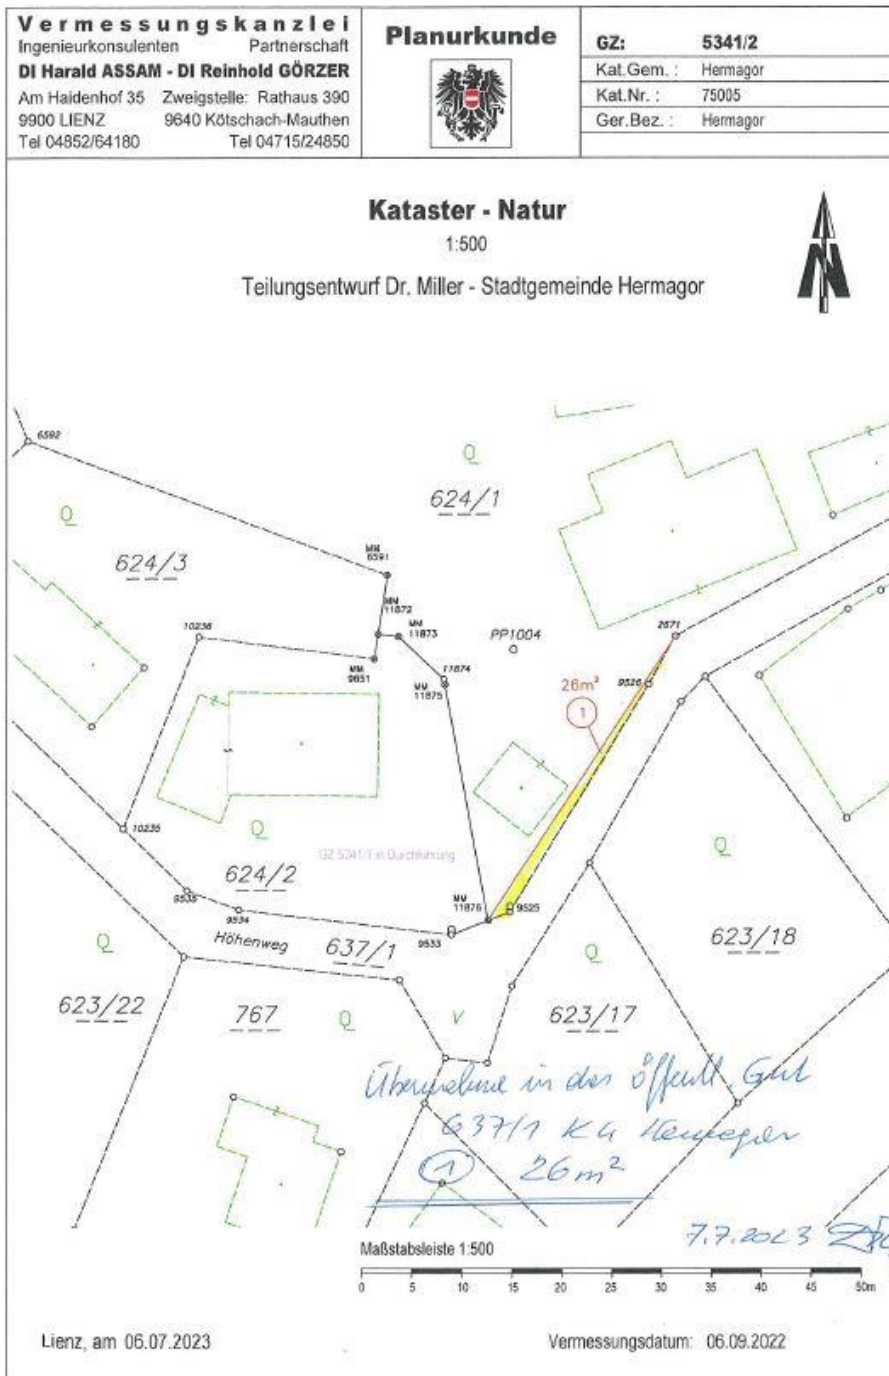 Vermessungskanzlei
Ingenieurkonsulenten Partnerschaft
DI Harald ASSAM - DI Reinhold GÖRZER
Am Haidenhof 35 Zweigstelle: Rathaus 390
9900 LIENZ 9640 Kötschach-Mauthen
Tel 04852/64180 Tel 04715/24850
Planurkunde
GZ: 5341/2
Kat.Gem. : Hermagor
Kat.Nr. : 75005
Ger.Bez. : Hermagor
Kataster - Natur
1:500
N
Teilungsentwurf Dr. Miller - Stadtgemeinde Hermagor
6592
Q
624/1
Q
MM
6591
624/3
MM
11872
10236
MM
11873
2671
PP1004
MM
9651
11874
MM
11875
26m²
9526
1
10235
Q
GZ 5241/1 in Durchführung
Q
624/2
9535
9534
MM
11876
9525
Höhenweg
637/1
9533
Q
Q
623/18
623/22
767
Q
V
623/17
Übernahme in das öffentl. Gut
637/1 KG Hermagor
1 26m²
7.7.2023
Maßstabsleiste 1:500
0 5 10 15 20 25 30 35 40 45 50m
Lienz, am 06.07.2023
Vermessungsdatum: 06.09.2022